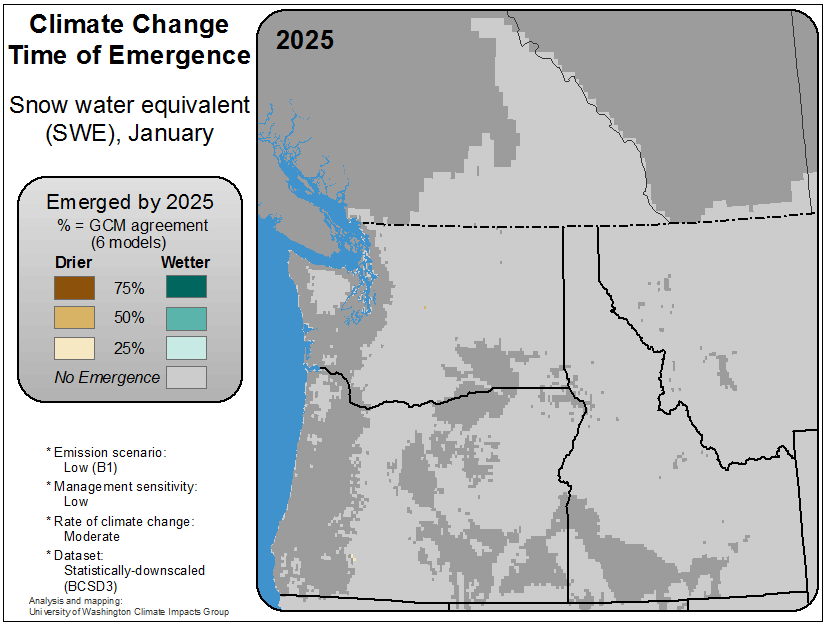 Climate Change
Time of Emergence
Snow water equivalent
(SWE), January
2025
Emerged by 2025
% = GCM agreement
(6 models)
Drier Wetter
75%
50%
25%
No Emergence
* Emission scenario:
Low (B1)
* Management sensitivity:
Low
* Rate of climate change:
Moderate
* Dataset:
Statistically-downscaled
(BCSD3)
Analysis and mapping:
University of Washington Climate Impacts Group